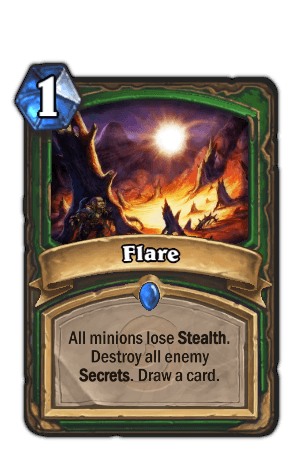 1
Flare
All minions lose Stealth.
Destroy all enemy
Secrets. Draw a card.